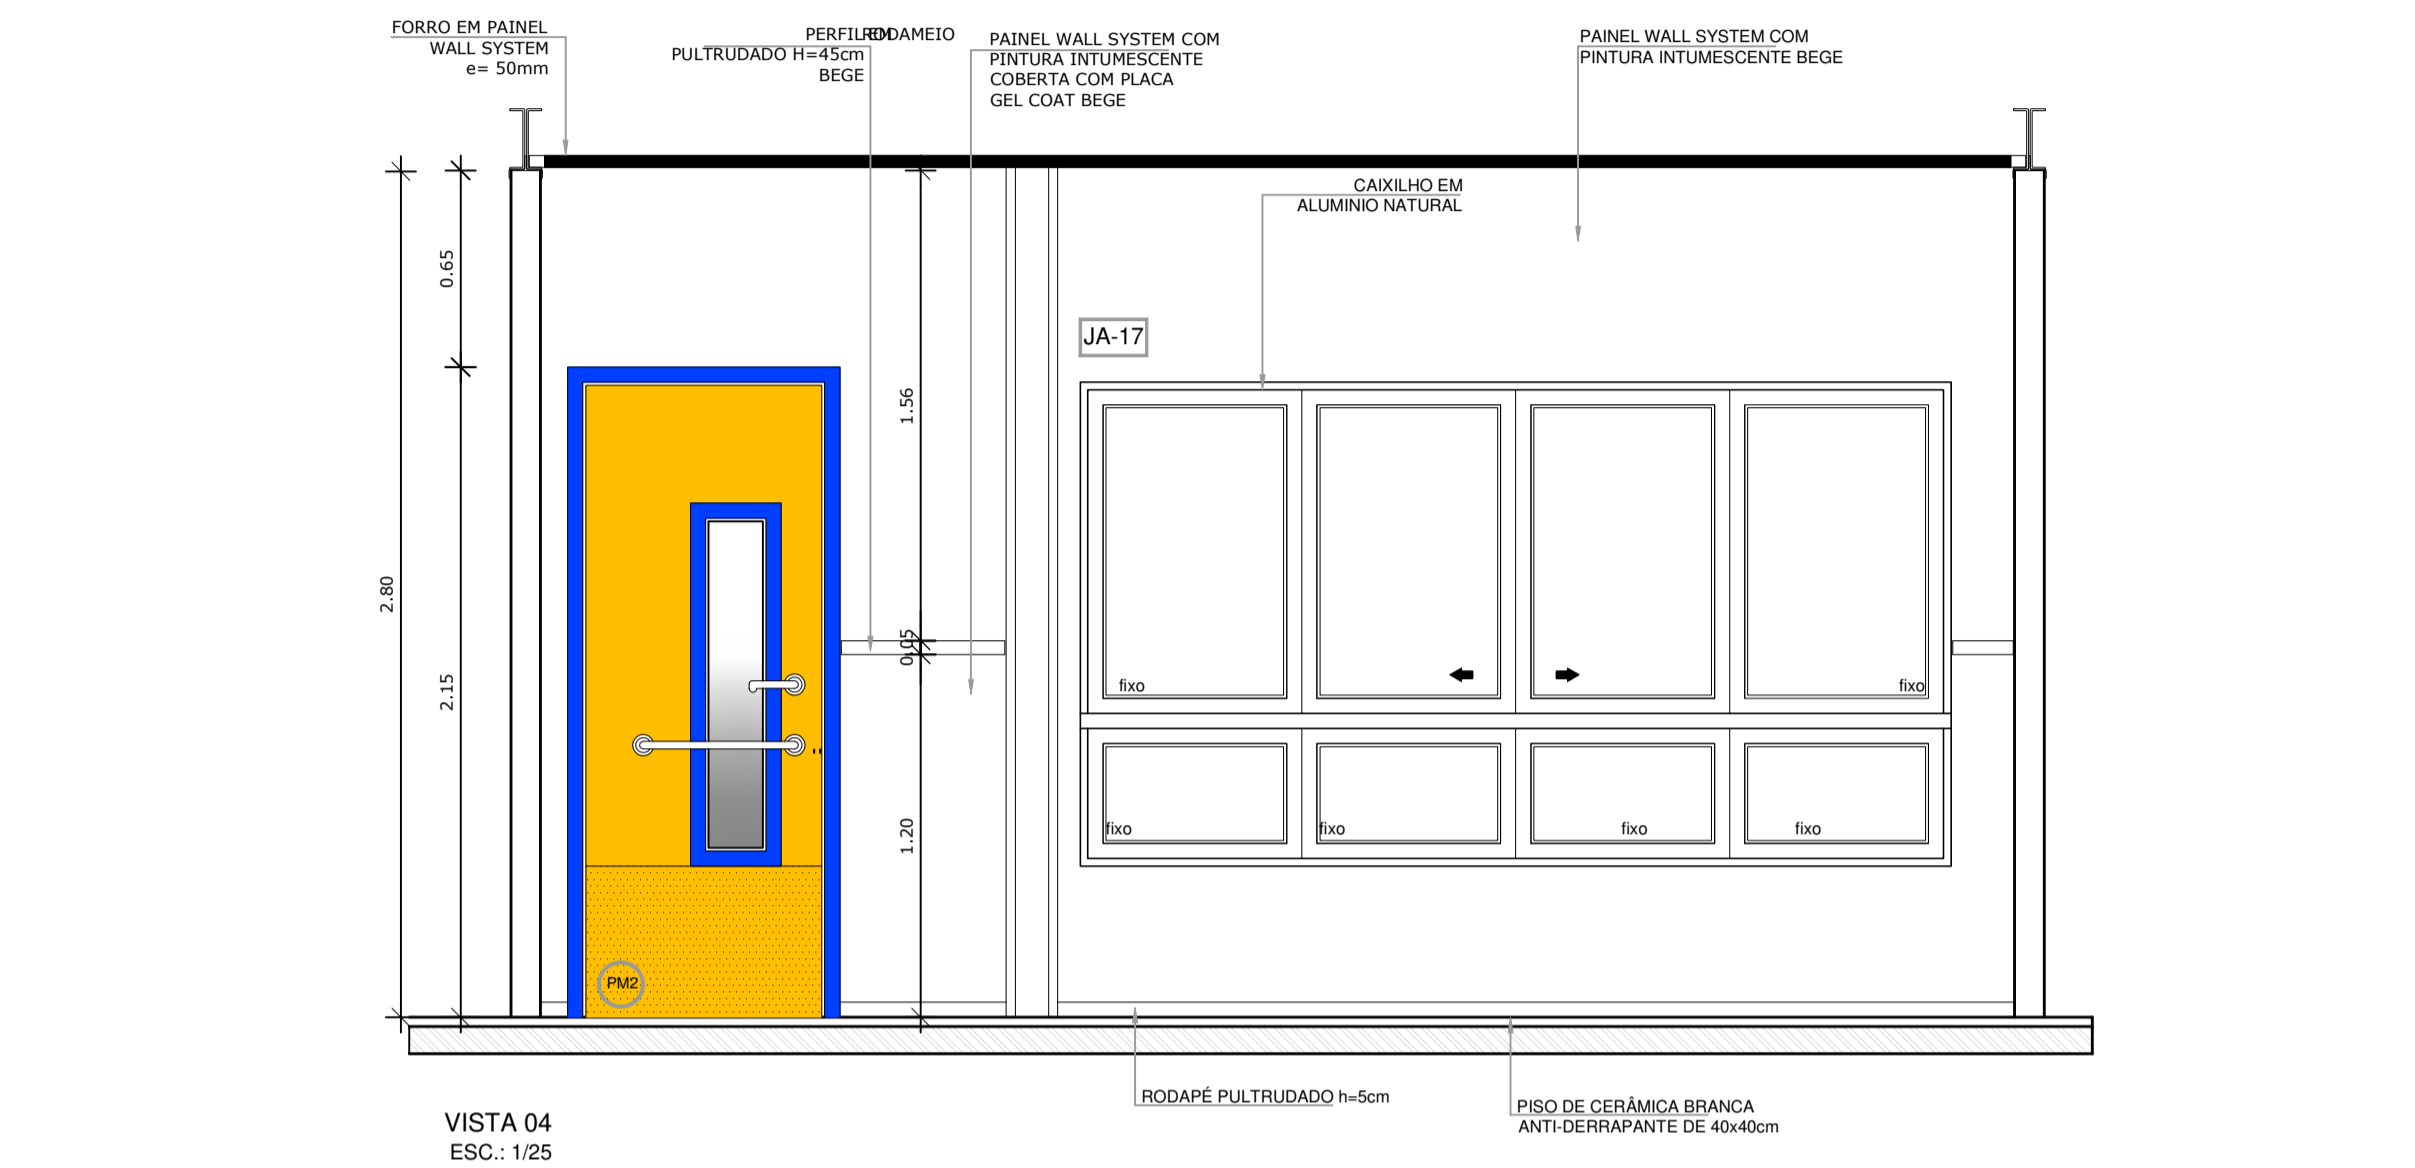 FORRO EM PAINEL
WALL SYSTEM
e= 50mm
PERFIL EM
RODAMEIO
PULTRUDADO H=45cm
BEGE
PAINEL WALL SYSTEM COM
PINTURA INTUMESCENTE
COBERTA COM PLACA
GEL COAT BEGE
PAINEL WALL SYSTEM COM
PINTURA INTUMESCENTE BEGE
CAIXILHO EM
ALUMINIO NATURAL
0.65
JA-17
1.56
2.80
0.05
2.15
fixo
fixo
1.20
fixo
fixo
fixo
fixo
PM2
RODAPÉ PULTRUDADO h=5cm
PISO DE CERÂMICA BRANCA
ANTI-DERRAPANTE DE 40x40cm
VISTA 04
ESC.: 1/25